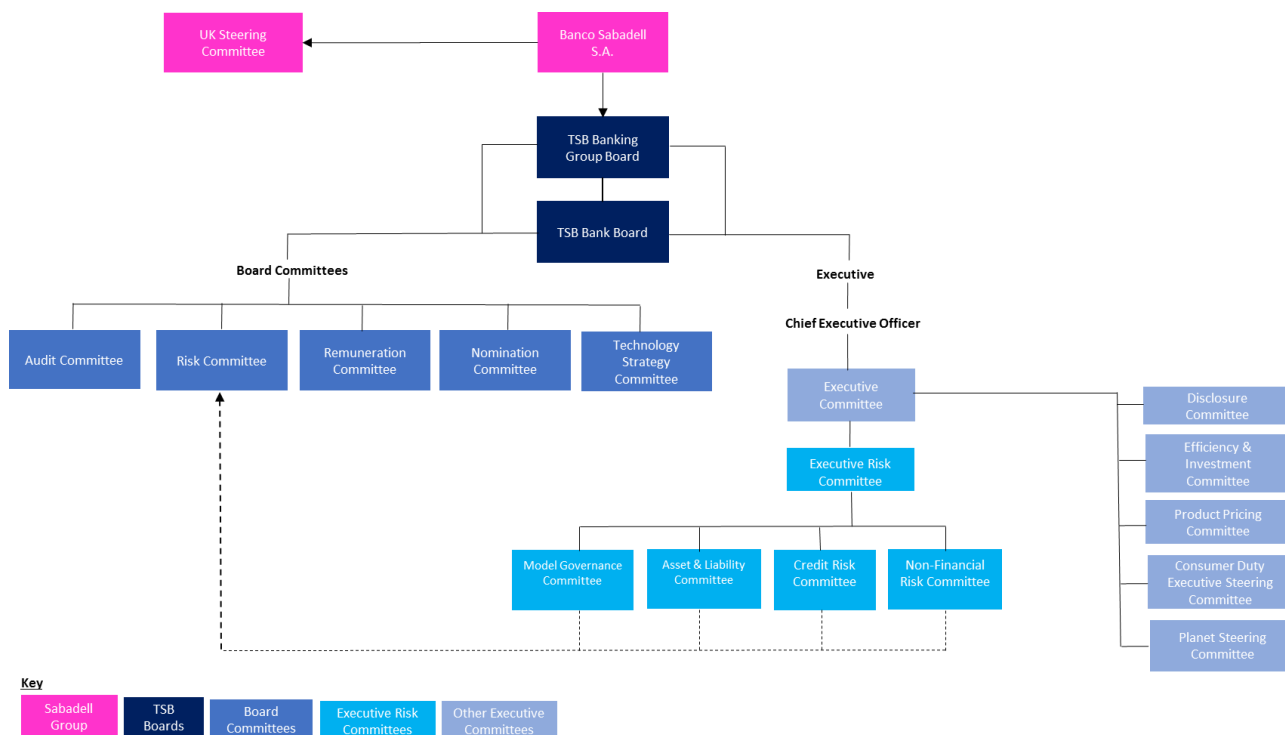 UK Steering
Committee
Banco Sabadell
S.A.
TSB Banking
Group Board
TSB Bank Board
Board Committees
Executive
Chief Executive Officer
Audit Committee
Risk Committee
Remuneration
Committee
Nomination
Committee
Technology
Strategy
Committee
Executive
Committee
Disclosure
Committee
Efficiency &
Investment
Committee
Executive Risk
Committee
Product Pricing
Committee
Model Governance
Committee
Asset & Liability
Committee
Credit Risk
Committee
Non-Financial
Risk Committee
Consumer Duty
Executive Steering
Committee
Planet Steering
Committee
Key
Sabadell
Group
TSB
Boards
Board
Committees
Executive Risk
Committees
Other Executive
Committees